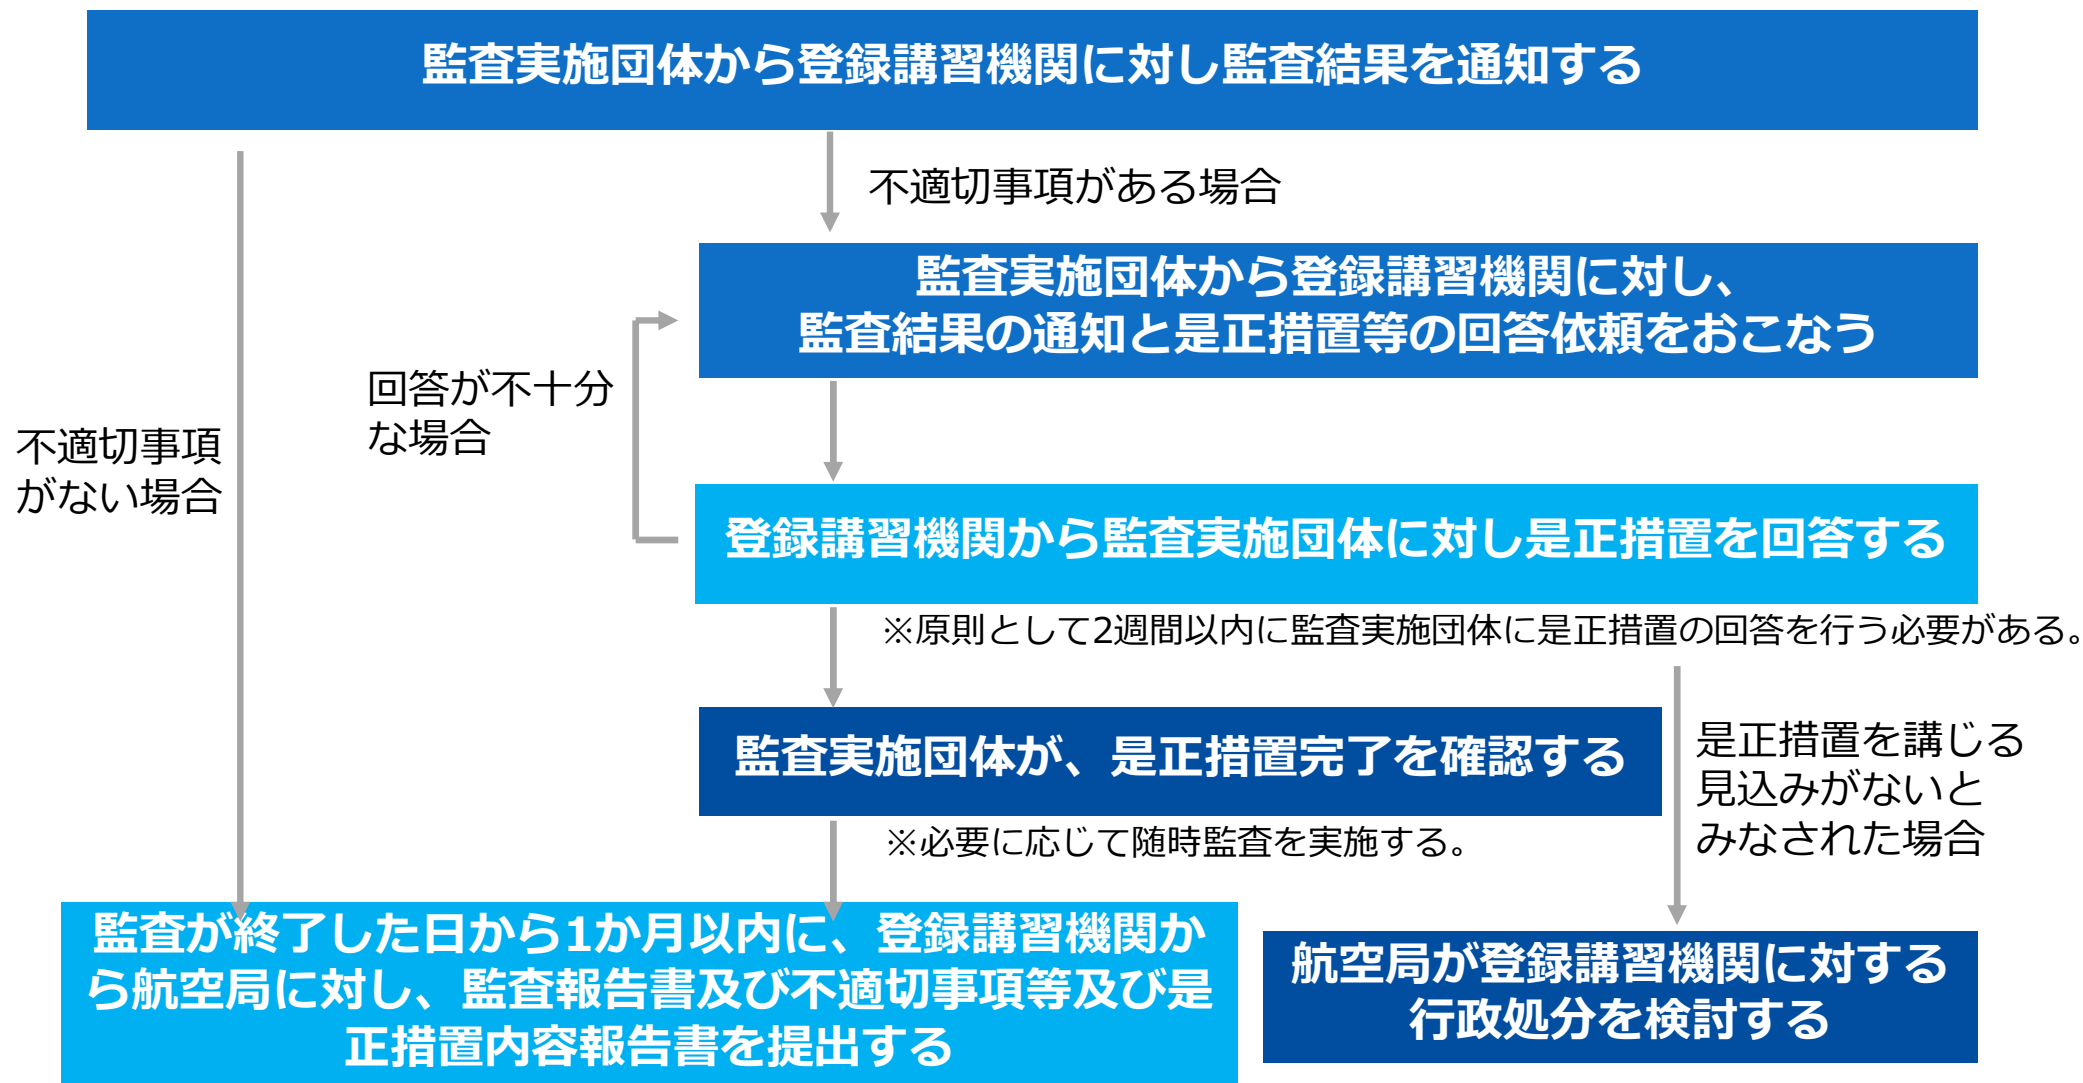 監査実施団体から登録講習機関に対し監査結果を通知する
不適切事項がある場合
監査実施団体から登録講習機関に対し、
監査結果の通知と是正措置等の回答依頼をおこなう
回答が不十分
な場合
不適切事項
がない場合
登録講習機関から監査実施団体に対し是正措置を回答する
※原則として2週間以内に監査実施団体に是正措置の回答を行う必要がある。
監査実施団体が、是正措置完了を確認する
是正措置を講じる
見込みがないと
みなされた場合
※必要に応じて随時監査を実施する。
監査が終了した日から1か月以内に、登録講習機関か
ら航空局に対し、監査報告書及び不適切事項等及び是
正措置内容報告書を提出する
航空局が登録講習機関に対する
行政処分を検討する